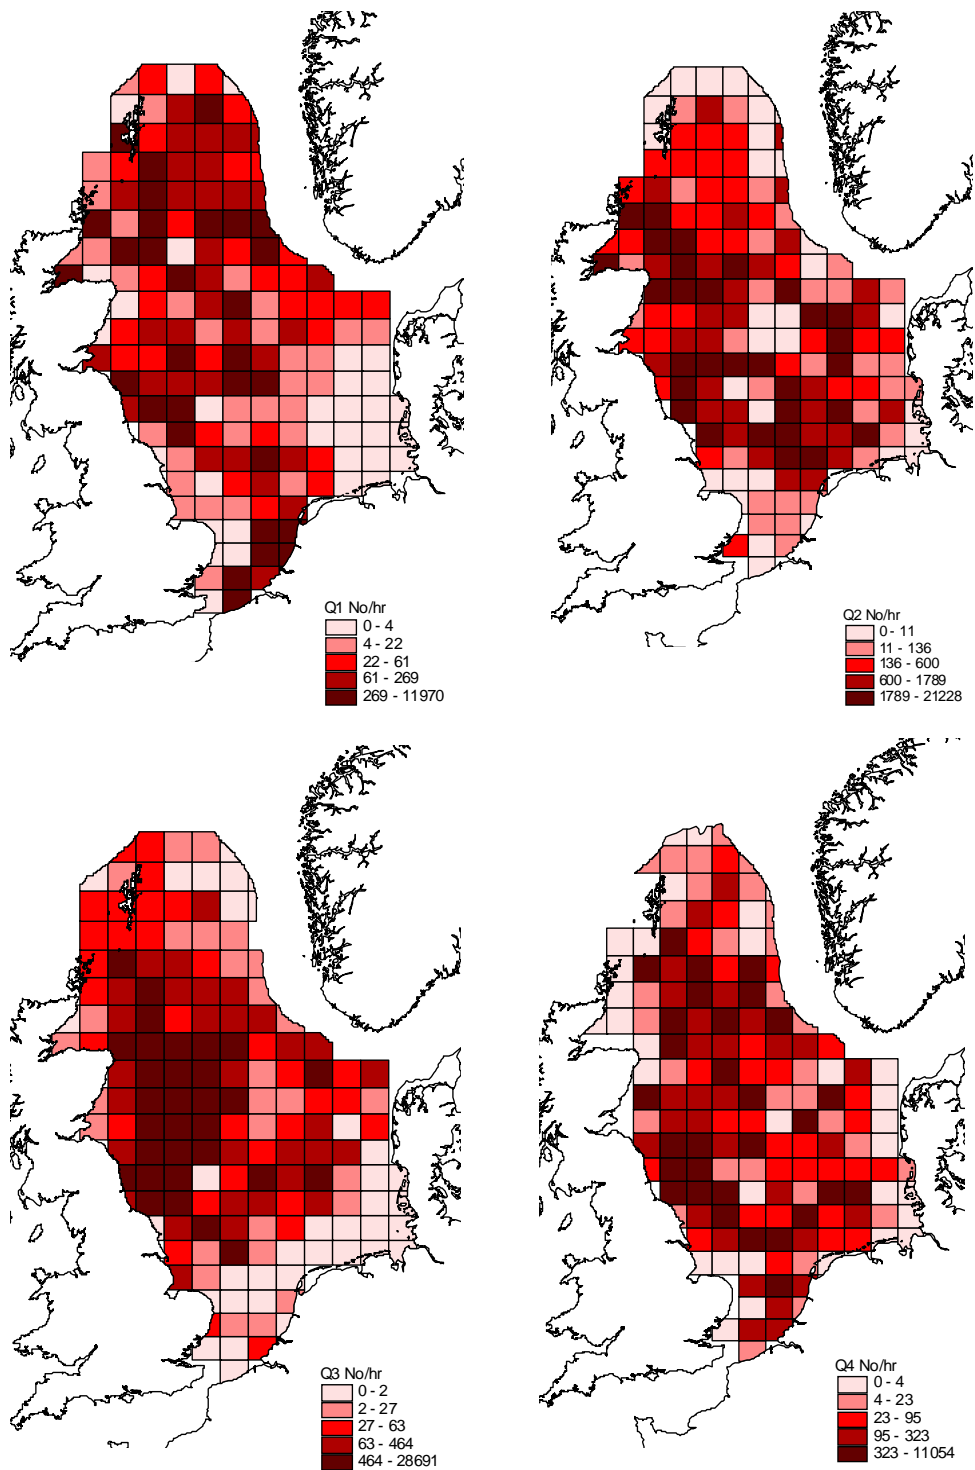 Q1 No/hr
0 - 4
4 - 22
22 - 61
61 - 269
269 - 11970
Q2 No/hr
0 - 11
11 - 136
136 - 600
600 - 1789
1789 - 21228
Q3 No/hr
0 - 2
2 - 27
27 - 63
63 - 464
464 - 28691
Q4 No/hr
0 - 4
4 - 23
23 - 95
95 - 323
323 - 11054